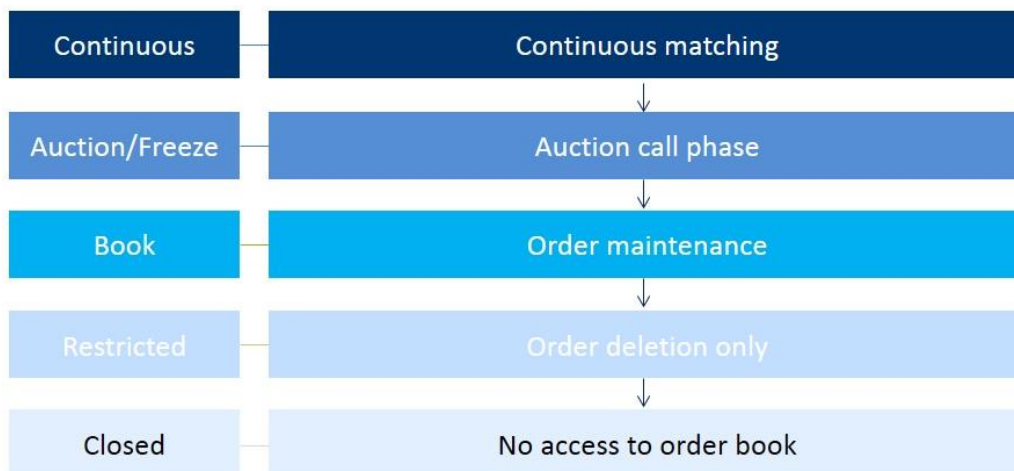 Continuous
Continuous matching
Auction/Freeze
Auction call phase
Book
Order maintenance
Restricted
Order deletion only
Closed
No access to order book